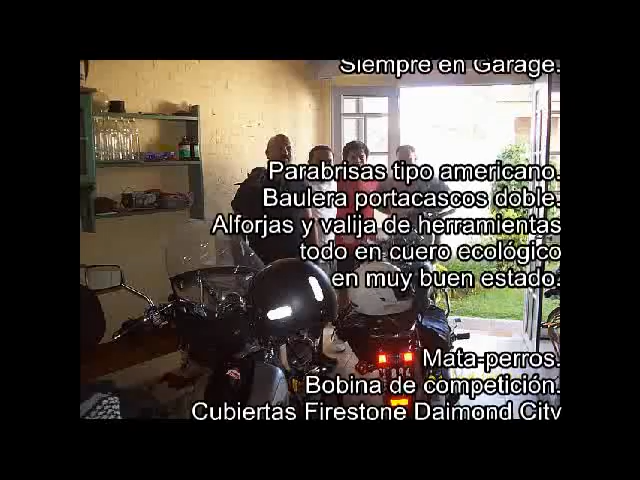 Siempre en Garage.
Parabrisas tipo americano.
Baulera portacascos doble.
Alforjas y valija de herramientas
todo en cuero ecológico
en muy buen estado.
Mata-perros.
Bobina de competición.
Cubiertas Firestone Daimond City